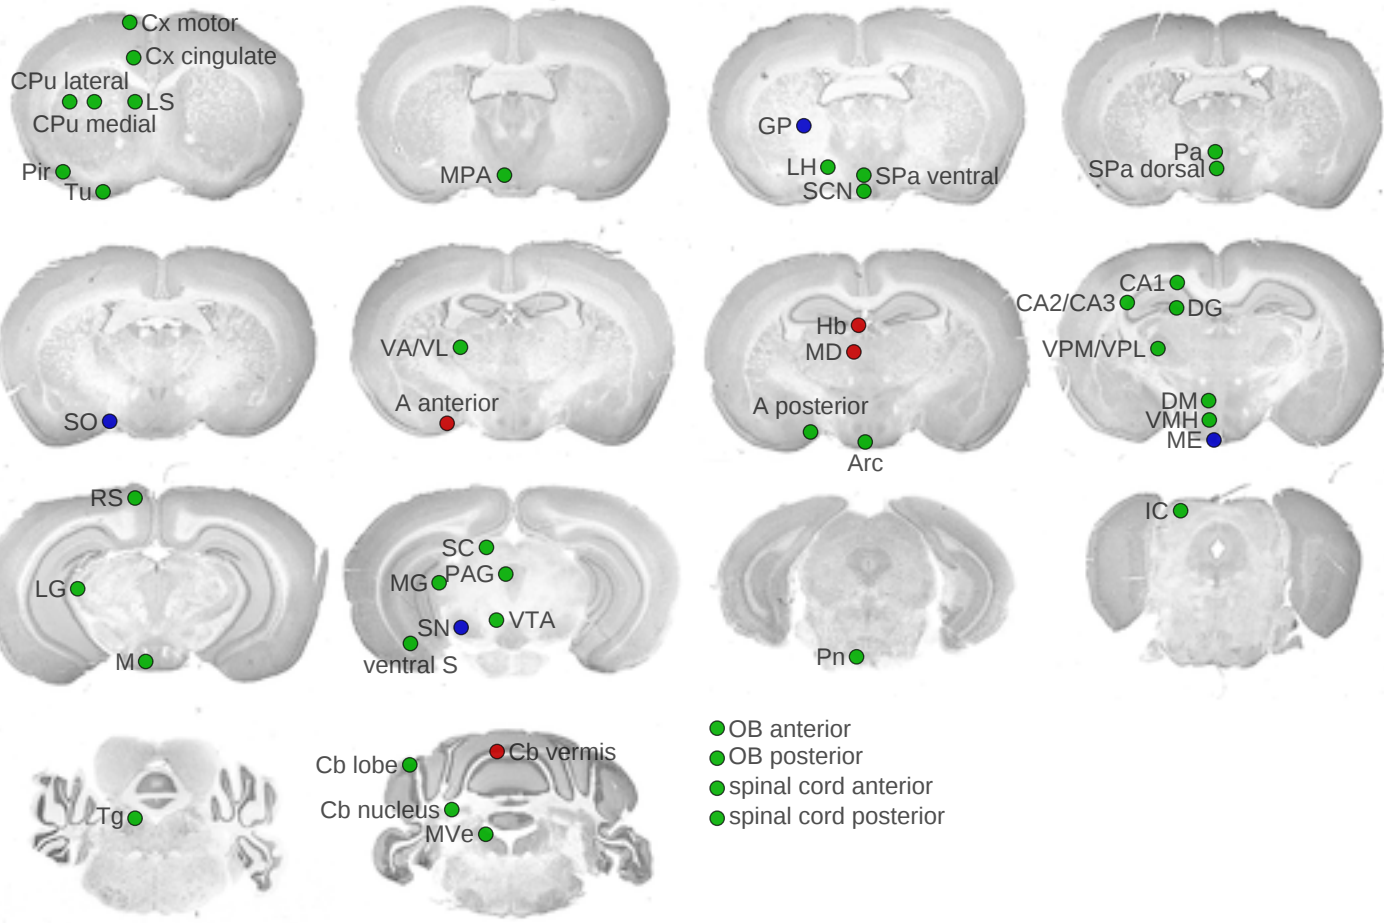 Cx motor
Cx cingulate
CPu lateral
LS
CPu medial
Pir
Tu
MPA
GP
LH
SPa ventral
SCN
Pa
SPa dorsal
SO
VA/VL
A anterior
Hb
MD
A posterior
Arc
CA1
CA2/CA3
DG
VPM/VPL
DM
VMH
ME
RS
LG
M
SC
MG
PAG
SN
VTA
ventral S
Pn
IC
Tg
Cb lobe
Cb vermis
Cb nucleus
MVe
OB anterior
OB posterior
spinal cord anterior
spinal cord posterior